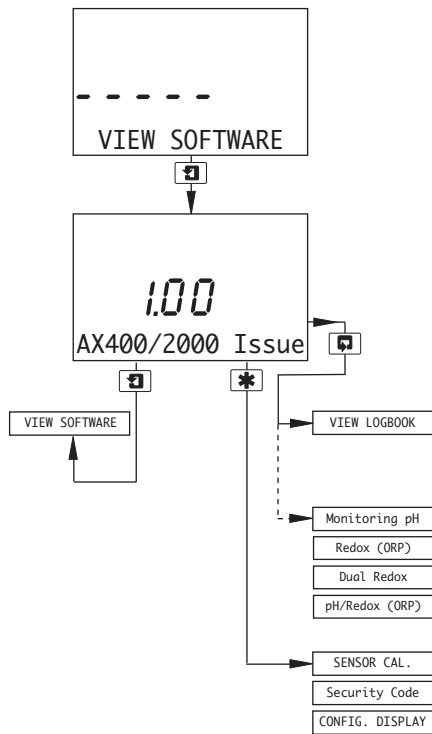 - - - - -
VIEW SOFTWARE
1.00
AX400/2000 Issue
VIEW SOFTWARE
VIEW LOGBOOK
Monitoring pH
Redox (ORP)
Dual Redox
pH/Redox (ORP)
SENSOR CAL.
Security Code
CONFIG. DISPLAY